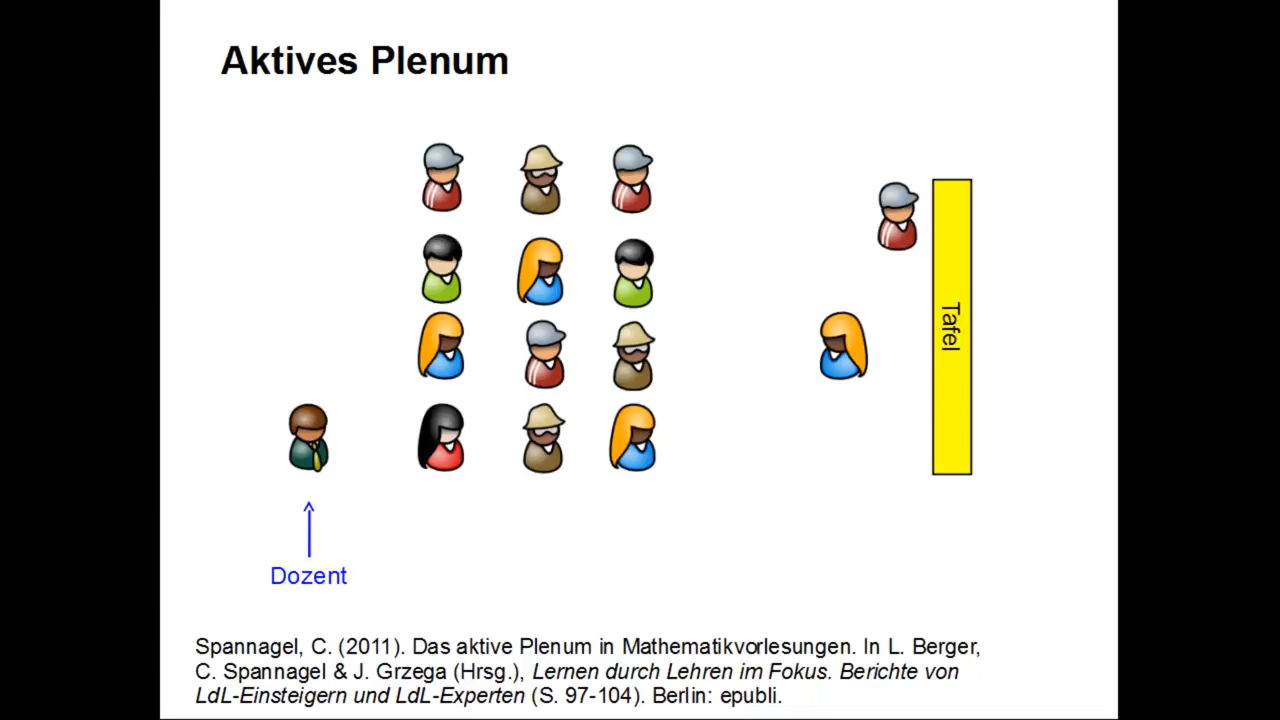 Aktives Plenum
Tafel
Dozent
Spannagel, C. (2011). Das aktive Plenum in Mathematikvorlesungen. In L. Berger,
C. Spannagel & J. Grzega (Hrsg.), Lernen durch Lehren im Fokus. Berichte von
LdL-Einsteigern und LdL-Experten (S. 97-104). Berlin: epubli.